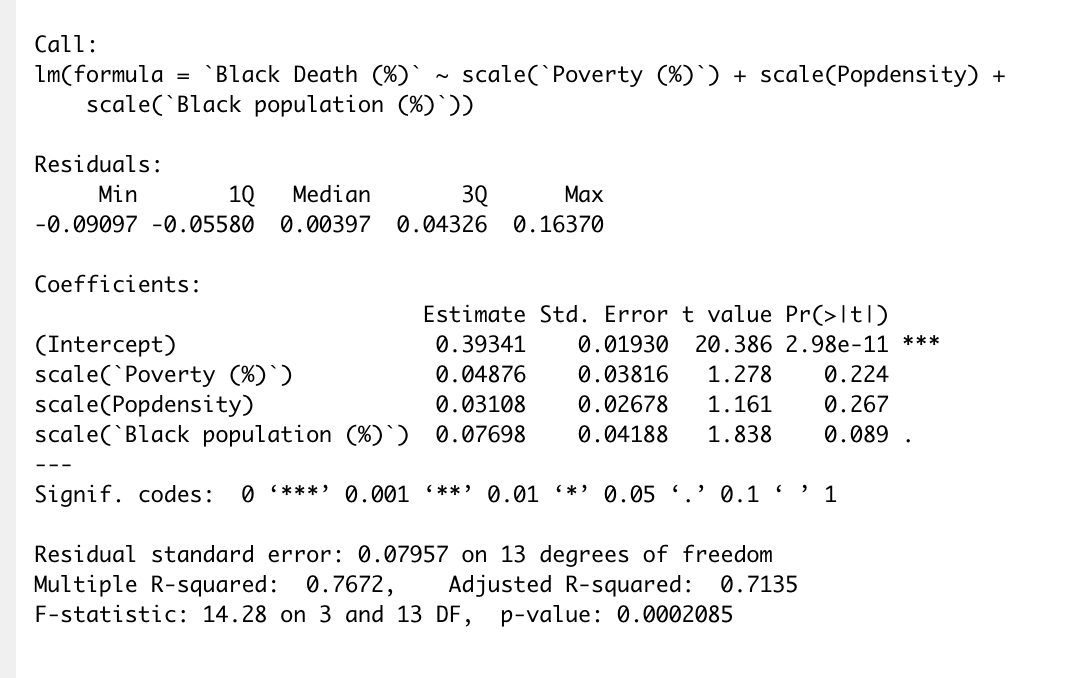 Call:
lm(formula = `Black Death (%)` ~ scale(`Poverty (%)`) + scale(Popdensity) +
    scale(`Black population (%)`))
Residuals:
     Min       1Q   Median       3Q      Max
-0.09097 -0.05580  0.00397  0.04326  0.16370
Coefficients:
                              Estimate Std. Error t value Pr(>|t|)
(Intercept)                    0.39341    0.01930  20.386 2.98e-11 ***
scale(`Poverty (%)`)           0.04876    0.03816   1.278    0.224
scale(Popdensity)              0.03108    0.02678   1.161    0.267
scale(`Black population (%)`)  0.07698    0.04188   1.838    0.089 .
---
Signif. codes:  0 ‘***’ 0.001 ‘**’ 0.01 ‘*’ 0.05 ‘.’ 0.1 ‘ ’ 1
Residual standard error: 0.07957 on 13 degrees of freedom
Multiple R-squared:  0.7672,    Adjusted R-squared:  0.7135
F-statistic: 14.28 on 3 and 13 DF,  p-value: 0.0002085